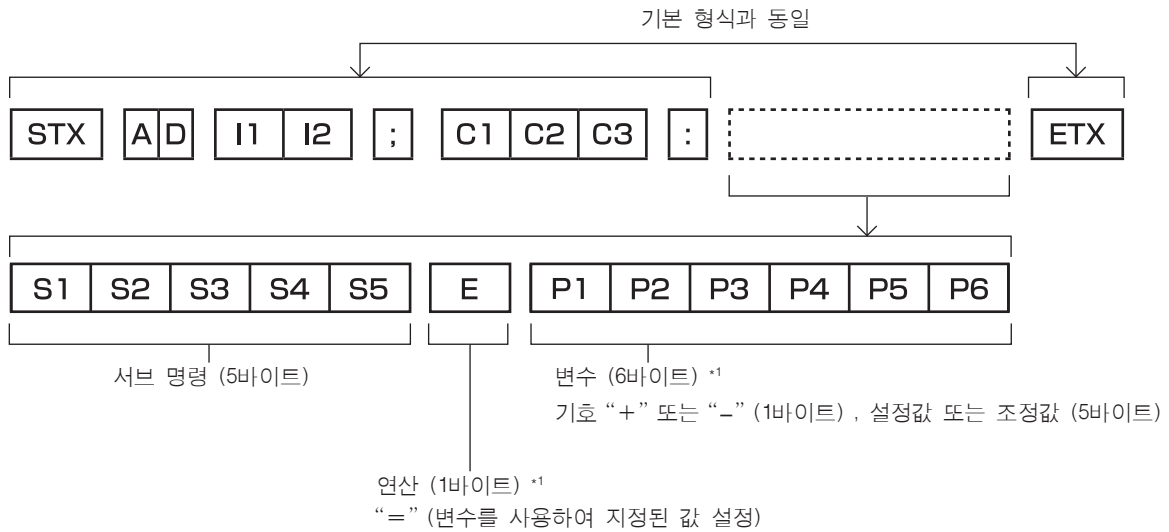 기본 형식과 동일
STX A D I1 I2 ; C1 C2 C3 : ETX
S1 S2 S3 S4 S5 E P1 P2 P3 P4 P5 P6
서브 명령 (5바이트)
변수 (6바이트) *1
기호 “+” 또는 “–” (1바이트) , 설정값 또는 조정값 (5바이트)
연산 (1바이트) *1
“=” (변수를 사용하여 지정된 값 설정)